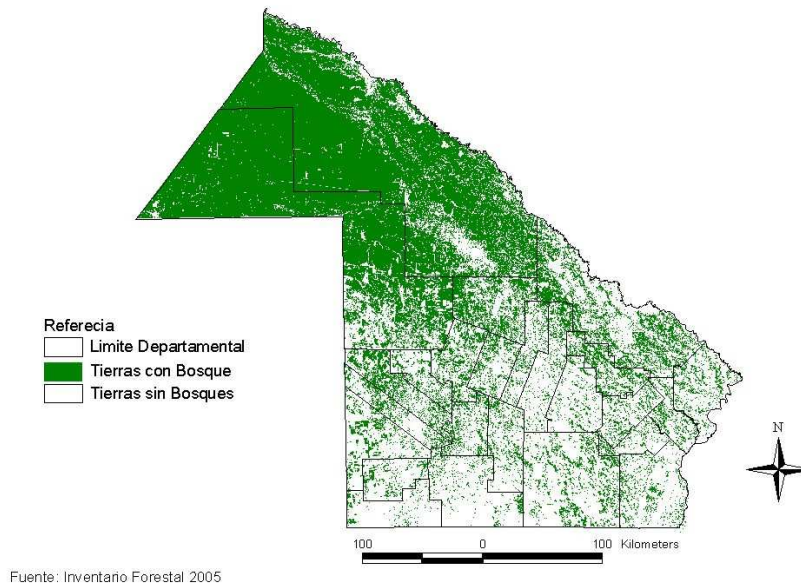 Referecia
Limite Departamental
Tierras con Bosque
Tierras sin Bosques
N
100 0 100 Kilometers
Fuente: Inventario Forestal 2005